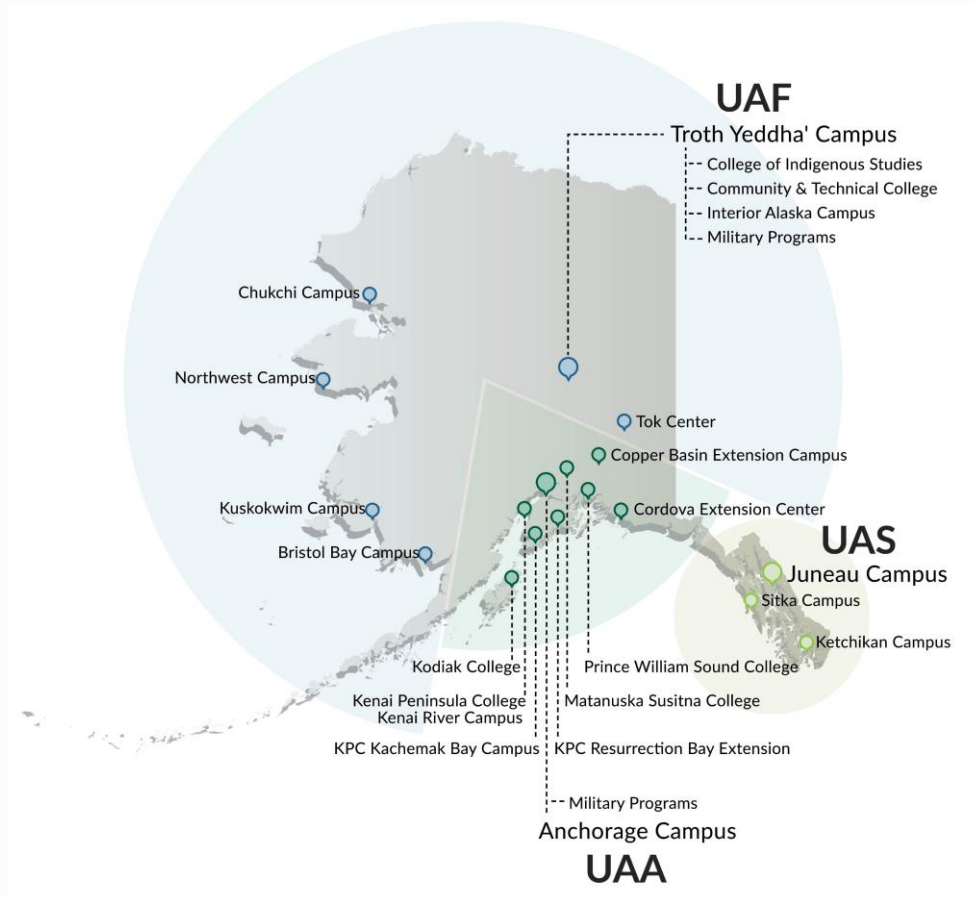 UAF
Troth Yeddha' Campus
College of Indigenous Studies
Community & Technical College
Interior Alaska Campus
Military Programs
Chukchi Campus
Northwest Campus
Tok Center
Copper Basin Extension Campus
Kuskokwim Campus
Cordova Extension Center
Bristol Bay Campus
UAS
Juneau Campus
Sitka Campus
Ketchikan Campus
Kodiak College
Prince William Sound College
Kenai Peninsula College
Kenai River Campus
Matanuska Susitna College
KPC Kachemak Bay Campus
KPC Resurrection Bay Extension
Military Programs
Anchorage Campus
UAA